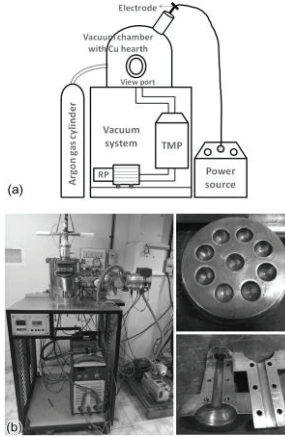 Electrode
Vacuum chamber
with Cu hearth
View port
Argon gas cylinder
Vacuum
system
TMP
RP
Power
source
(a)
(b)